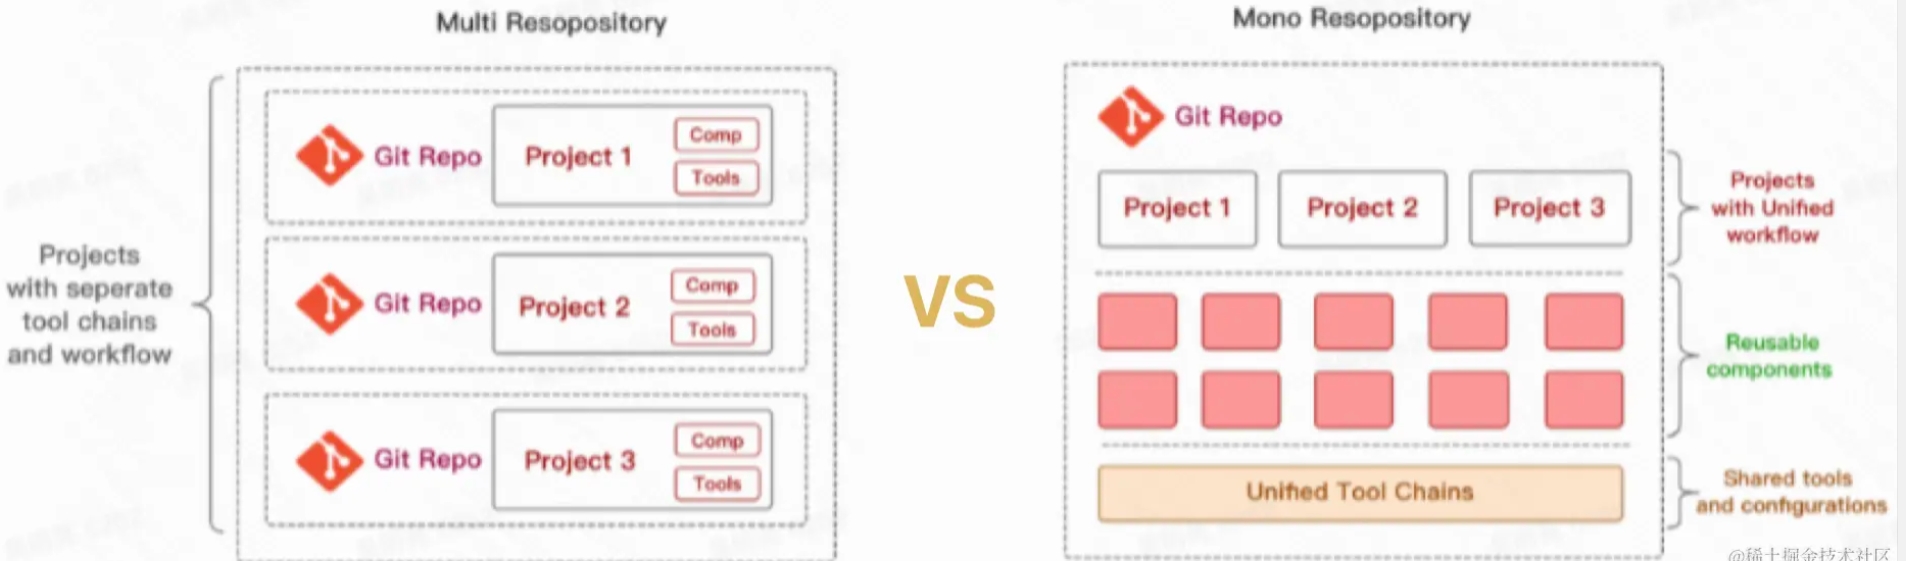 Multi Resopository
Projects
with seperate
tool chains
and workflow
Git Repo
Project 1
Comp
Tools
Git Repo
Project 2
Comp
Tools
Git Repo
Project 3
Comp
Tools
VS
Mono Resopository
Git Repo
Project 1
Project 2
Project 3
Projects
with Unified
workflow
Reusable
components
Unified Tool Chains
Shared tools
and configurations
@稀土掘金技术社区